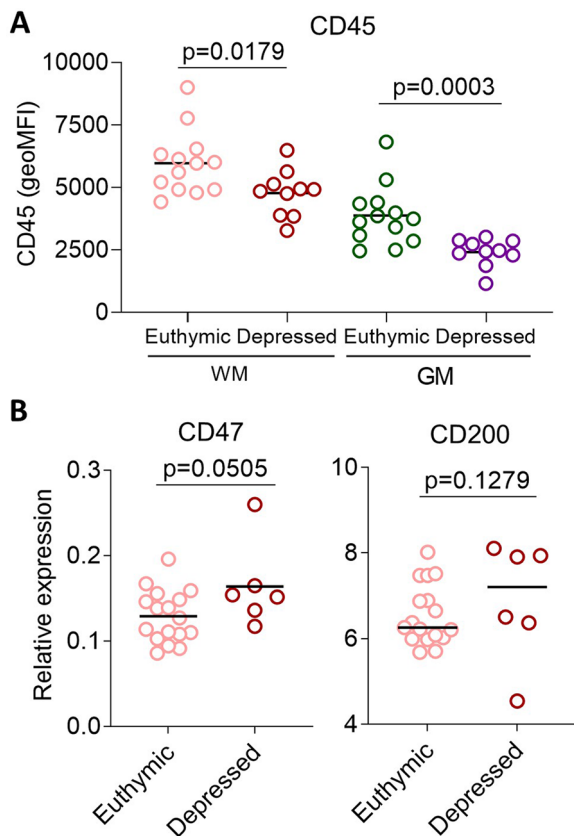 A
CD45
p=0.0179
p=0.0003
CD45 (geoMFI)
10000
7500
5000
2500
0
Euthymic Depressed Euthymic Depressed
WM GM
B
CD47
p=0.0505
Relative expression
0.3
0.2
0.1
0.0
Euthymic
Depressed
CD200
p=0.1279
10
8
6
4
Euthymic
Depressed